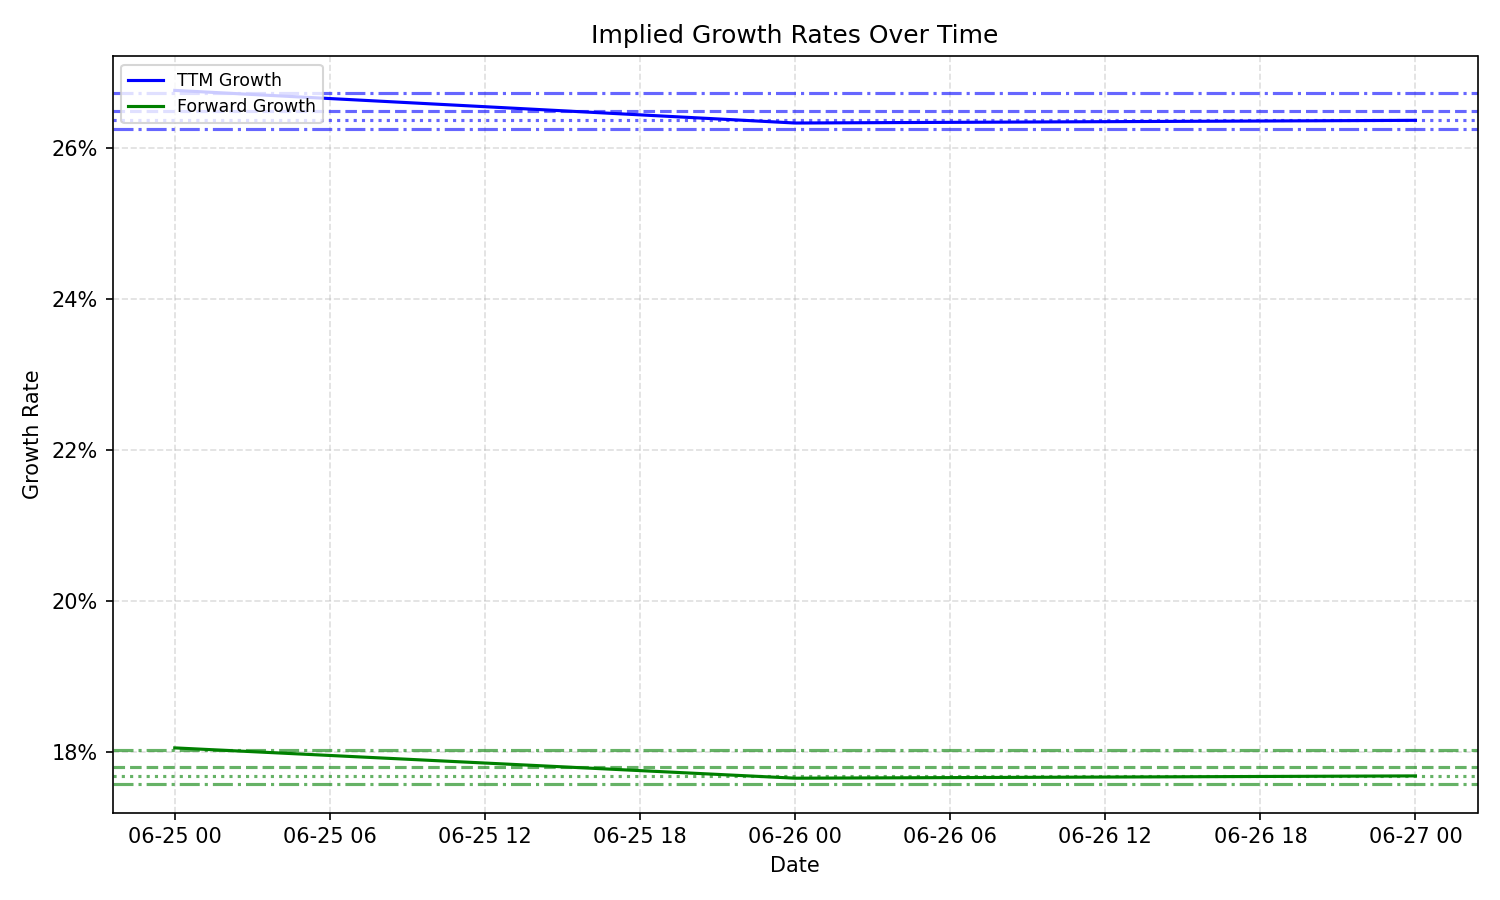 Implied Growth Rates Over Time
TTM Growth
Forward Growth
26%
24%
22%
20%
18%
Growth Rate
06-25 00
06-25 06
06-25 12
06-25 18
06-26 00
06-26 06
06-26 12
06-26 18
06-27 00
Date